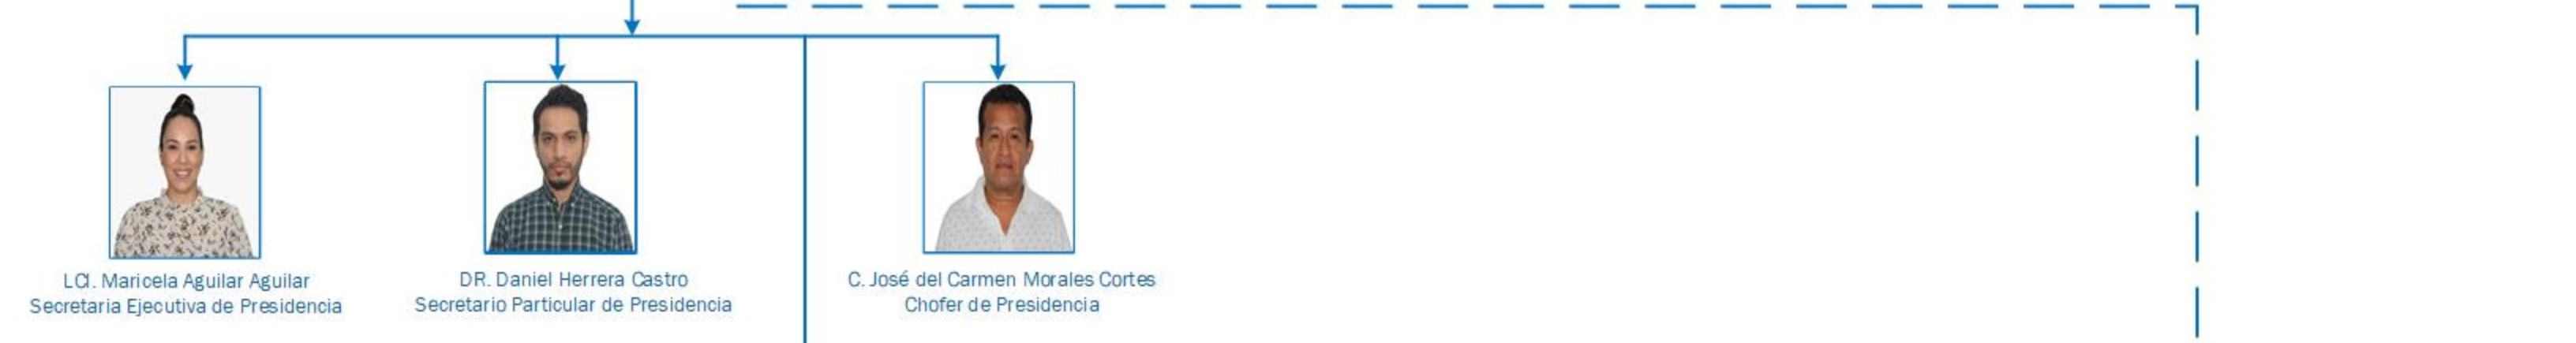 LCI. Maricela Aguilar Aguilar
Secretaria Ejecutiva de Presidencia
DR. Daniel Herrera Castro
Secretario Particular de Presidencia
C. José del Carmen Morales Cortes
Chofer de Presidencia